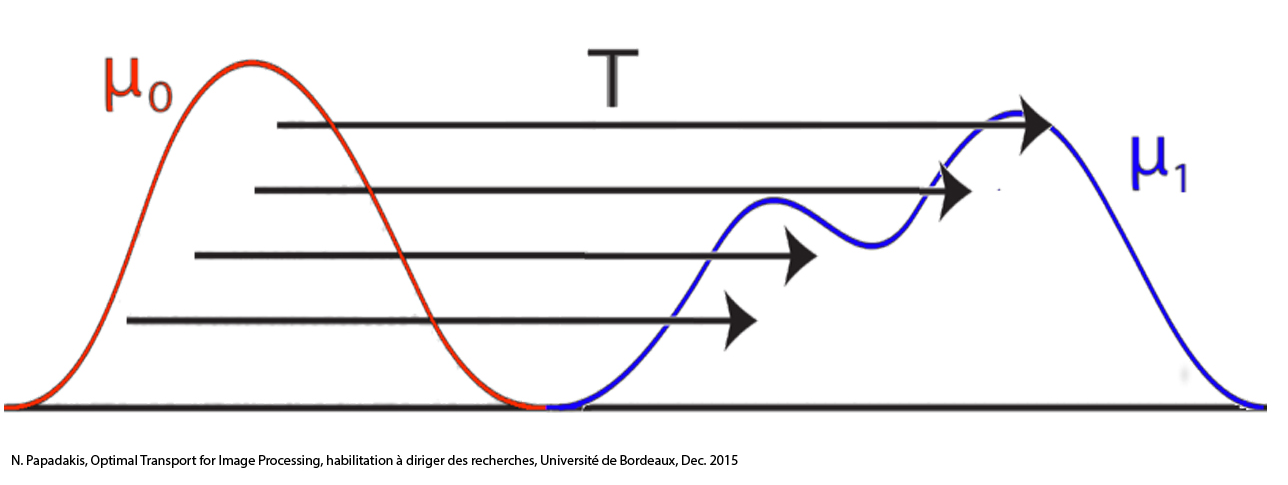 μ0
T
μ1
N. Papadakis, Optimal Transport for Image Processing, habilitation à diriger des recherches, Université de Bordeaux, Dec. 2015